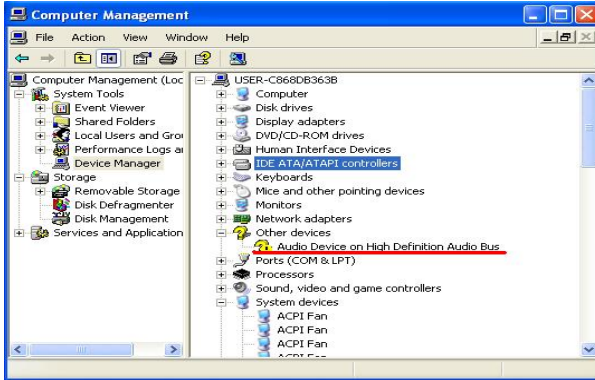 Computer Management
File Action View Window Help
Computer Management (Loc
System Tools
Event Viewer
Shared Folders
Local Users and Grou
Performance Logs a
Device Manager
Storage
Removable Storage
Disk Defragmenter
Disk Management
Services and Application
USER-C868DB363B
Computer
Disk drives
Display adapters
DVD/CD-ROM drives
Human Interface Devices
IDE ATA/ATAPI controllers
Keyboards
Mice and other pointing devices
Monitors
Network adapters
Other devices
Audio Device on High Definition Audio Bus
Ports (COM & LPT)
Processors
Sound, video and game controllers
System devices
ACPI Fan
ACPI Fan
ACPI Fan
ACPI Fan